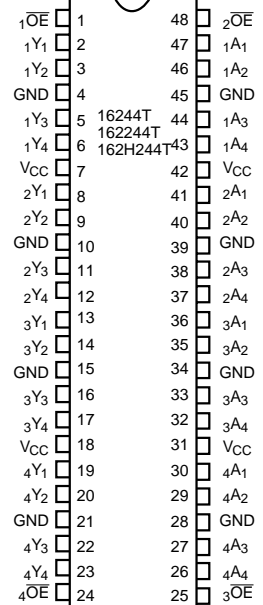 1OE 1 48 2OE
1Y1 2 47 1A1
1Y2 3 46 1A2
GND 4 45 GND
1Y3 5 16244T 44 1A3
1Y4 6 162244T 43 1A4
162H244T
VCC 7 42 VCC
2Y1 8 41 2A1
2Y2 9 40 2A2
GND 10 39 GND
2Y3 11 38 2A3
2Y4 12 37 2A4
3Y1 13 36 3A1
3Y2 14 35 3A2
GND 15 34 GND
3Y3 16 33 3A3
3Y4 17 32 3A4
VCC 18 31 VCC
4Y1 19 30 4A1
4Y2 20 29 4A2
GND 21 28 GND
4Y3 22 27 4A3
4Y4 23 26 4A4
4OE 24 25 3OE